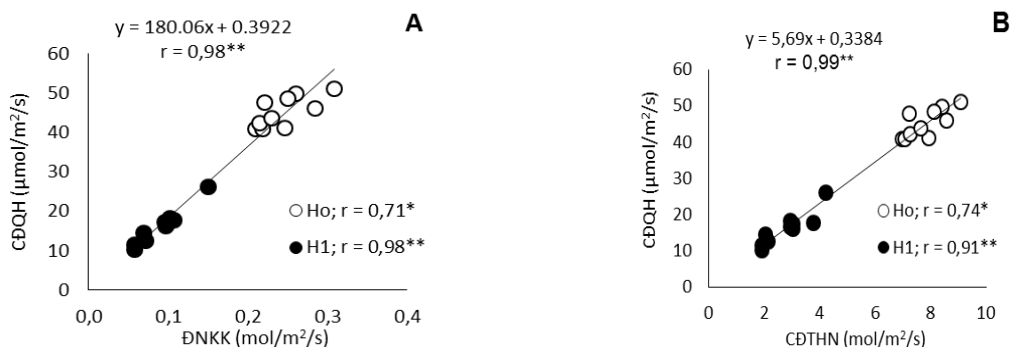 y = 180.06x + 0.3922
r = 0,98**
A
CĐQH (µmol/m²/s)
60
50
40
30
20
10
0
Ho; r = 0,71*
H1; r = 0,98**
0,0 0,1 0,2 0,3 0,4
ĐNKK (mol/m²/s)
B
y = 5,69x + 0,3384
r = 0,99**
CĐQH (µmol/m²/s)
60
50
40
30
20
10
0
Ho; r = 0,74*
H1; r = 0,91**
0 2 4 6 8 10
CĐTHN (mol/m²/s)